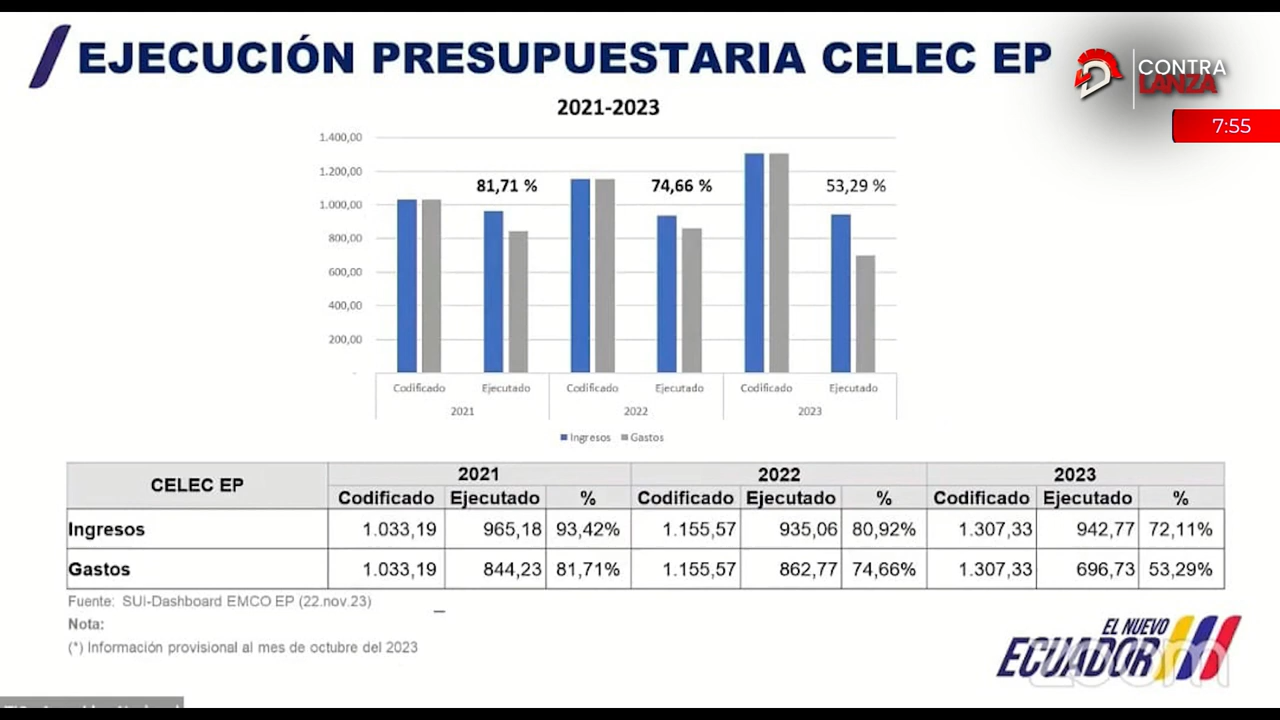 EJECUCIÓN PRESUPUESTARIA CELEC EP
CONTRA
LANZA
7:55
2021-2023
1.400,00
1.200,00
1.000,00
800,00
600,00
400,00
200,00
-
81,71 %
74,66 %
53,29 %
Codificado Ejecutado Codificado Ejecutado Codificado Ejecutado
2021 2022 2023
Ingresos Gastos
CELEC EP 2021 2022 2023
Codificado Ejecutado % Codificado Ejecutado % Codificado Ejecutado %
Ingresos 1.033,19 965,18 93,42% 1.155,57 935,06 80,92% 1.307,33 942,77 72,11%
Gastos 1.033,19 844,23 81,71% 1.155,57 862,77 74,66% 1.307,33 696,73 53,29%
Fuente: SUI-Dashboard EMCO EP (22.nov.23)
Nota:
(*) Información provisional al mes de octubre del 2023
EL NUEVO
ECUADOR
zoom